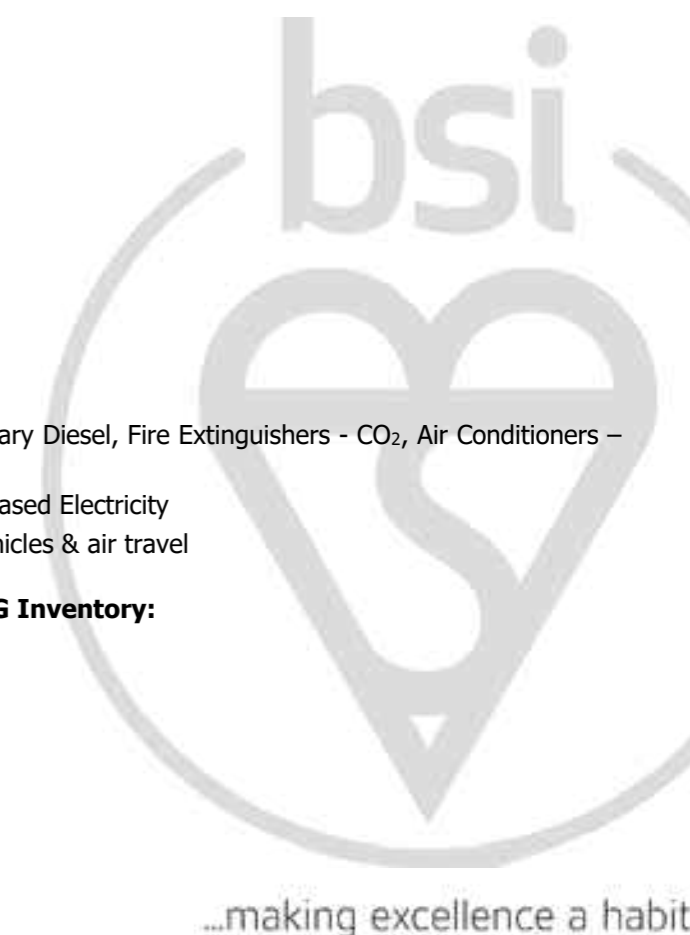 bsi
ary Diesel, Fire Extinguishers - CO₂, Air Conditioners –
ased Electricity
nicles & air travel
G Inventory:
...making excellence a habit